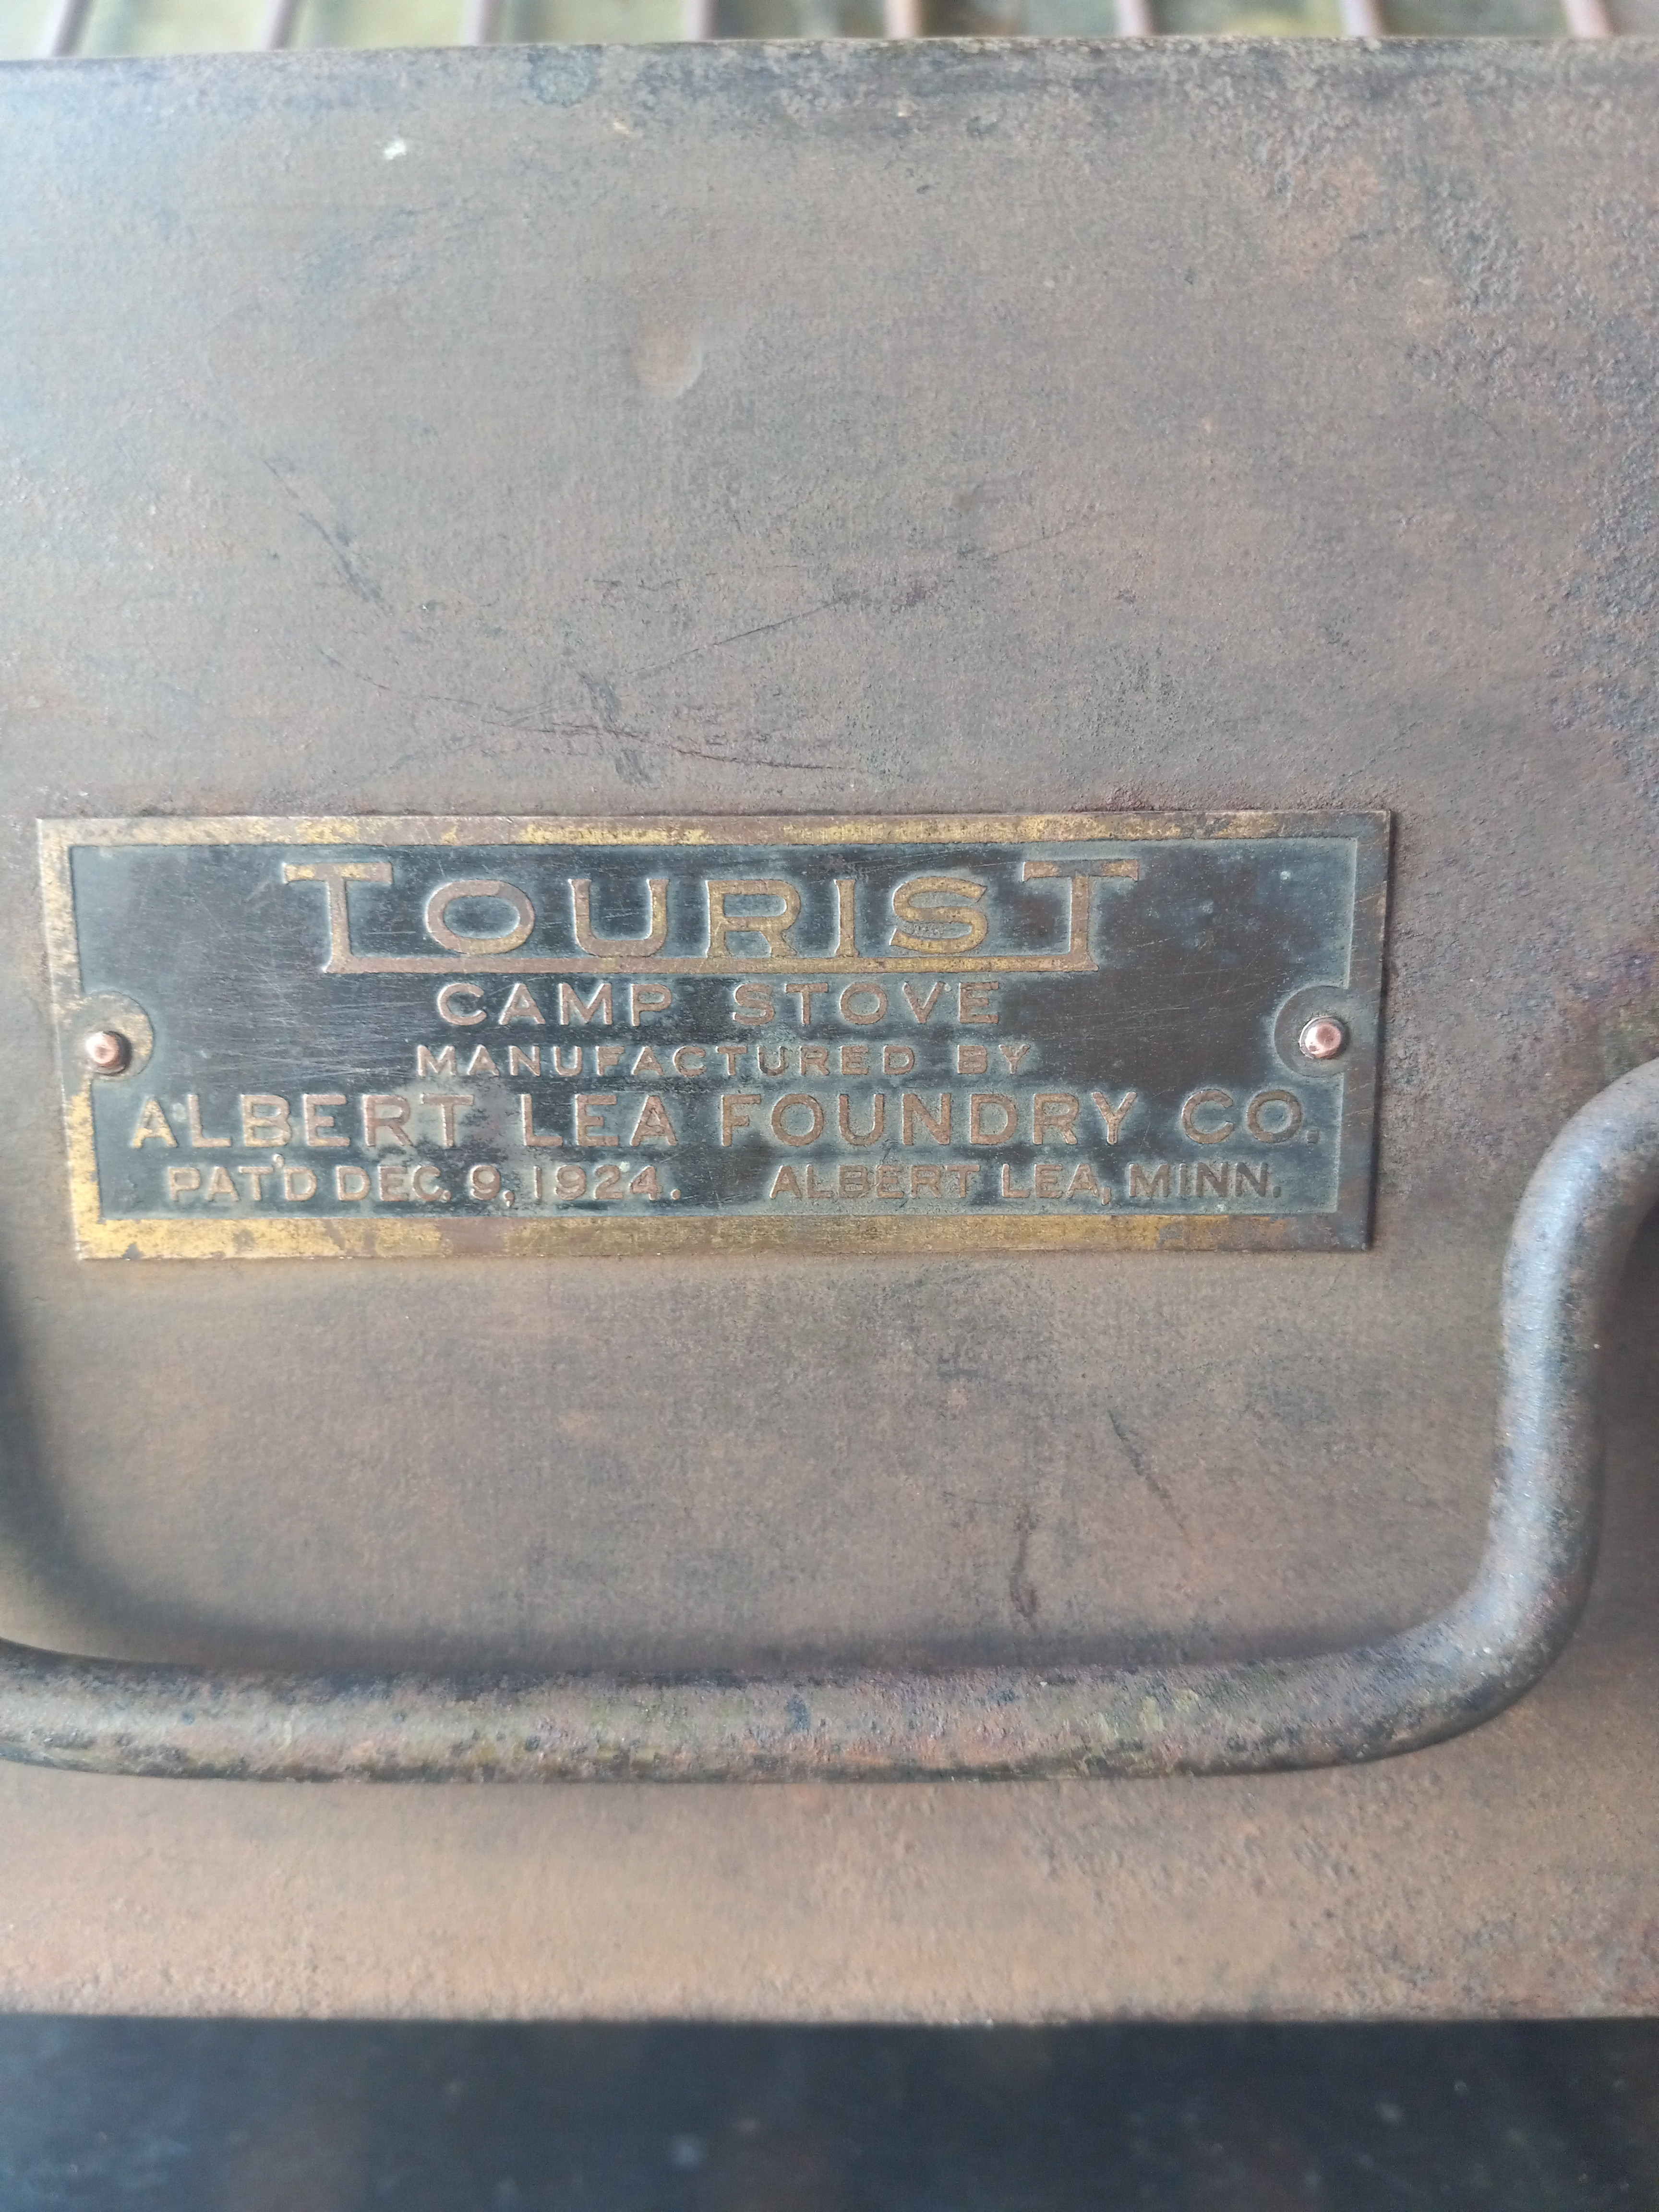 TOURIST
CAMP STOVE
MANUFACTURED BY
ALBERT LEA FOUNDRY CO.
PAT'D DEC. 9, 1924. ALBERT LEA, MINN.